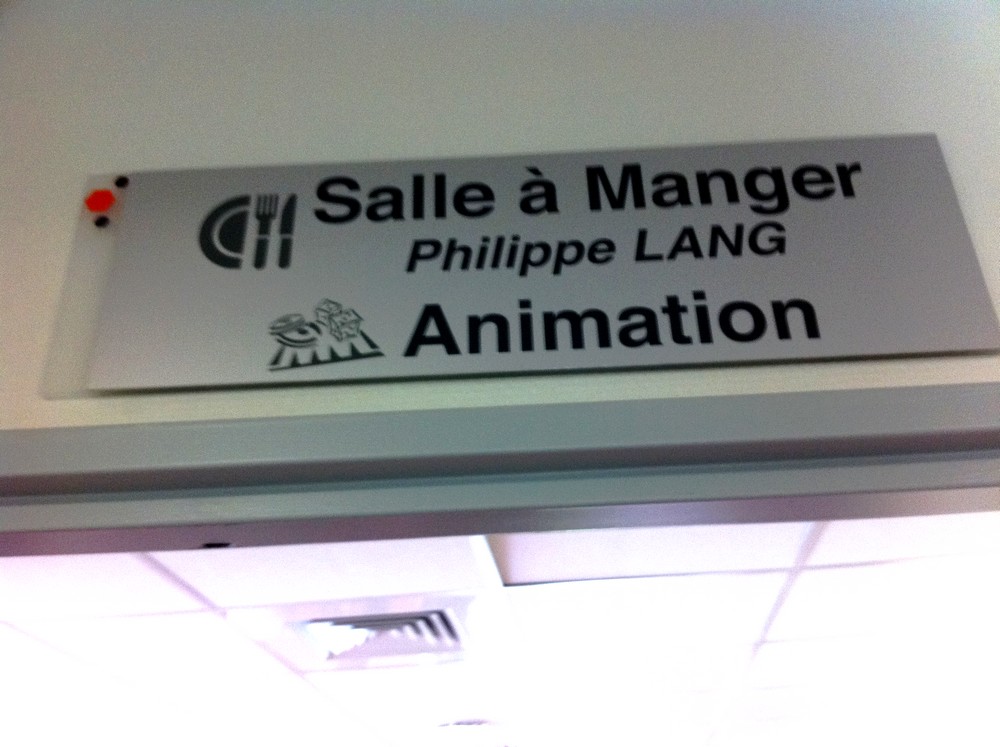 Salle à Manger
Philippe LANG
Animation